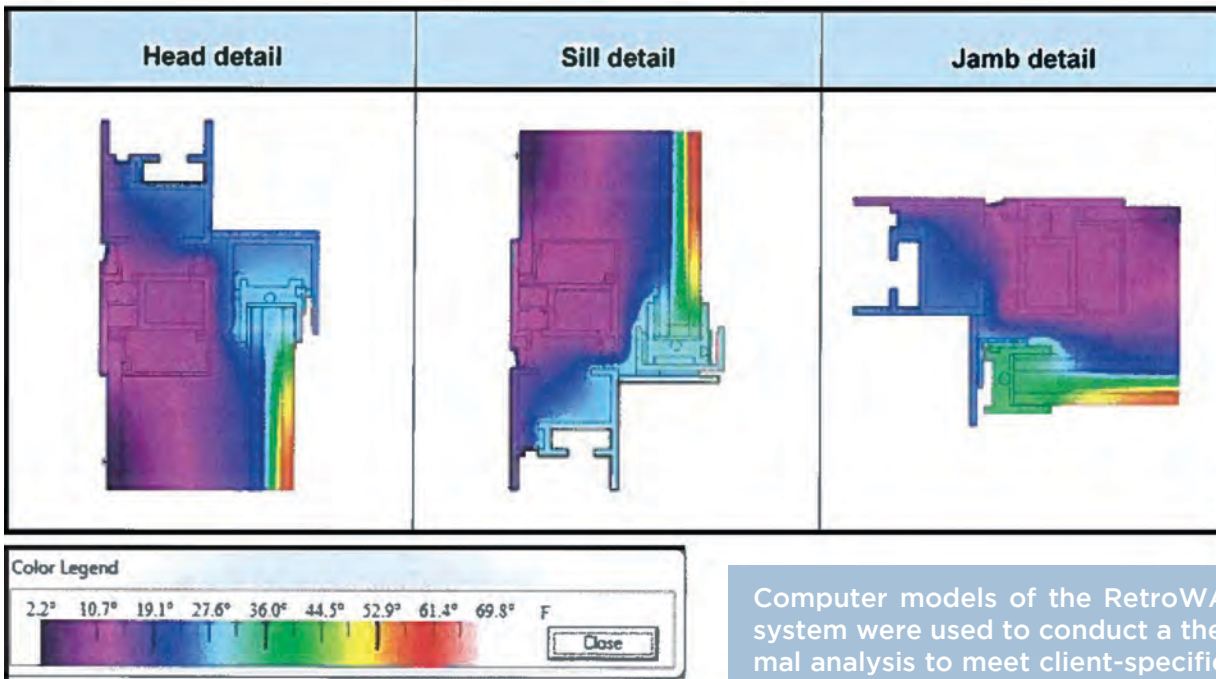 Head detail
Sill detail
Jamb detail
Color Legend
2.2° 10.7° 19.1° 27.6° 36.0° 44.5° 52.9° 61.4° 69.8° F
Close
Computer models of the RetroWA
system were used to conduct a the
mal analysis to meet client-specific